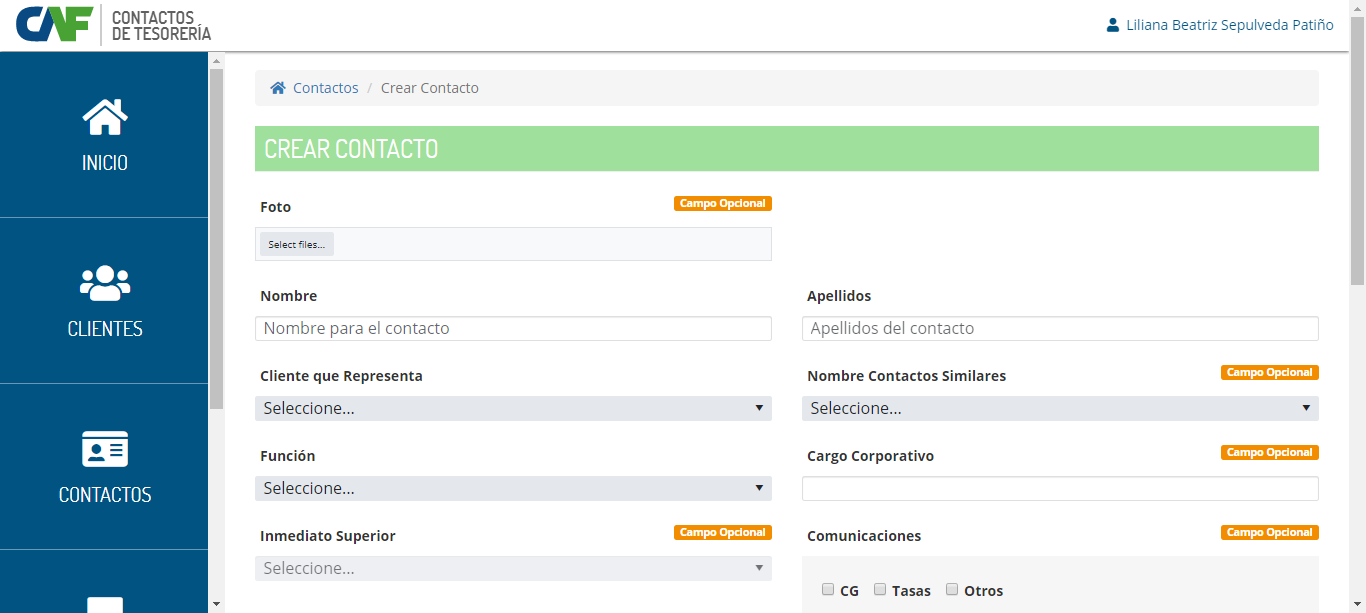 CAF
CONTACTOS
DE TESORERÍA
Liliana Beatriz Sepulveda Patiño
INICIO
CLIENTES
CONTACTOS
Contactos / Crear Contacto
CREAR CONTACTO
Foto
Campo Opcional
Select files...
Nombre
Apellidos
Nombre para el contacto
Apellidos del contacto
Cliente que Representa
Nombre Contactos Similares
Campo Opcional
Seleccione...
Seleccione...
Función
Cargo Corporativo
Campo Opcional
Seleccione...
Inmediato Superior
Campo Opcional
Comunicaciones
Campo Opcional
Seleccione...
CG
Tasas
Otros